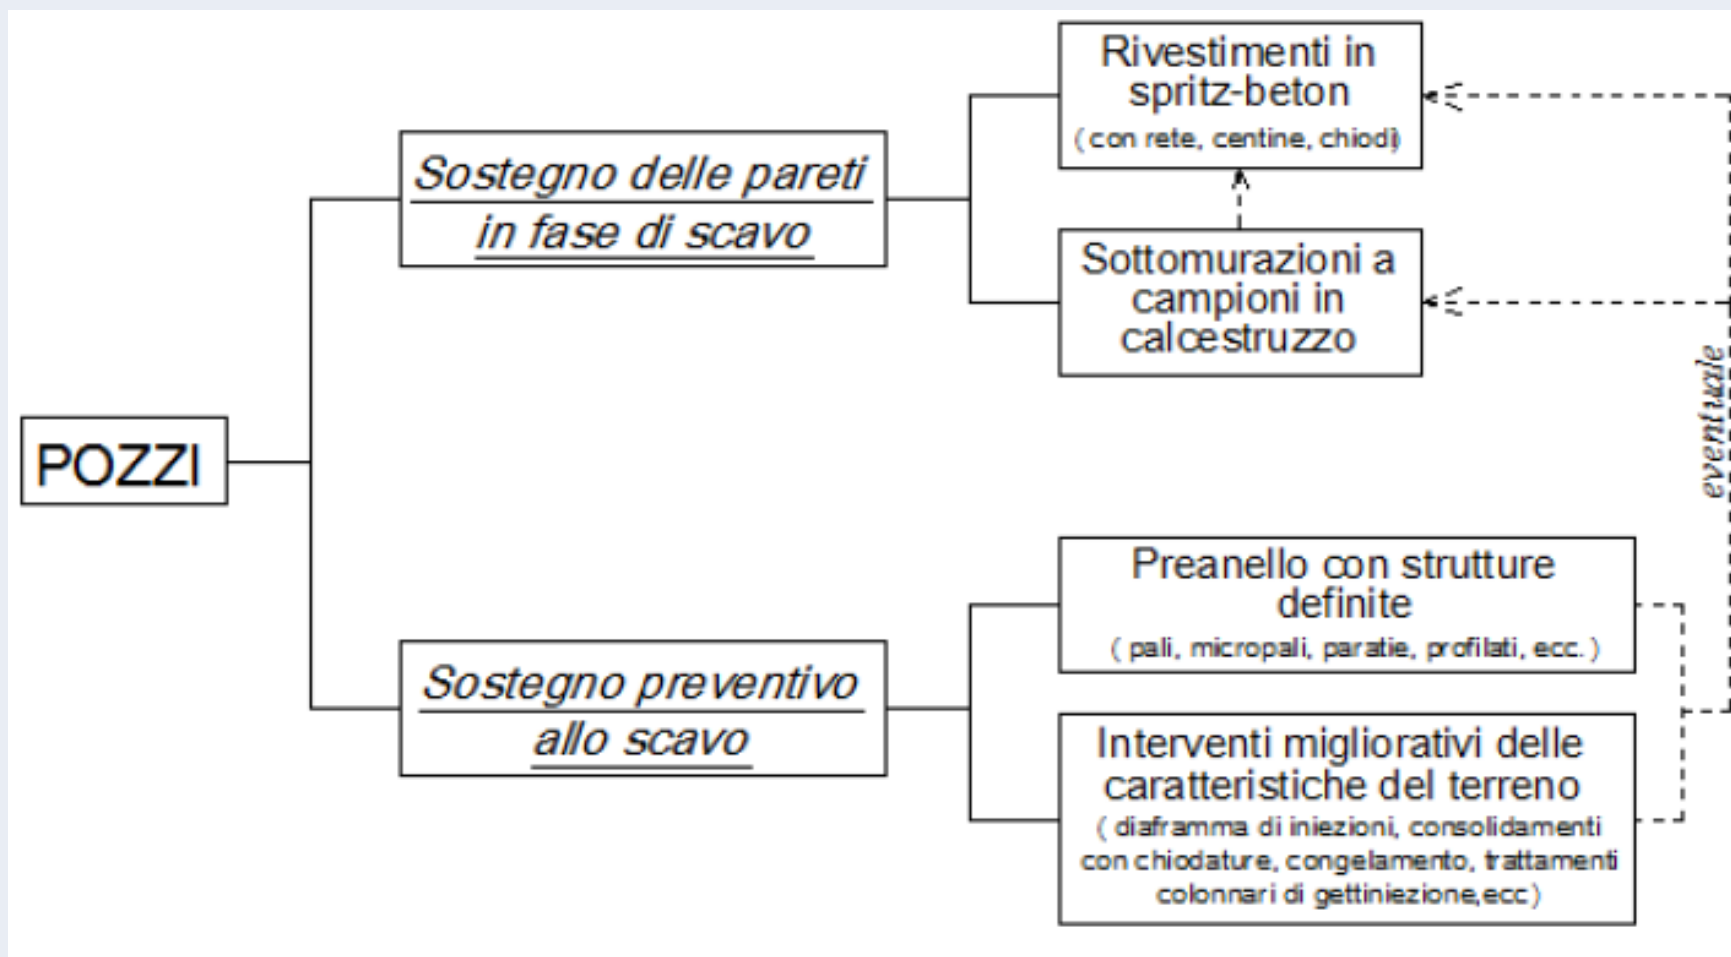 Rivestimenti in
spritz-beton
( con rete, centine, chiodi)
Sostegno delle pareti
in fase di scavo
Sottomurazioni a
campioni in
calcestruzzo
eventuale
POZZI
Preanello con strutture
definite
( pali, micropali, paratie, profilati, ecc. )
Sostegno preventivo
allo scavo
Interventi migliorativi delle
caratteristiche del terreno
( diaframma di iniezioni, consolidamenti
con chiodature, congelamento, trattamenti
colonnari di gettiniezione,ecc)